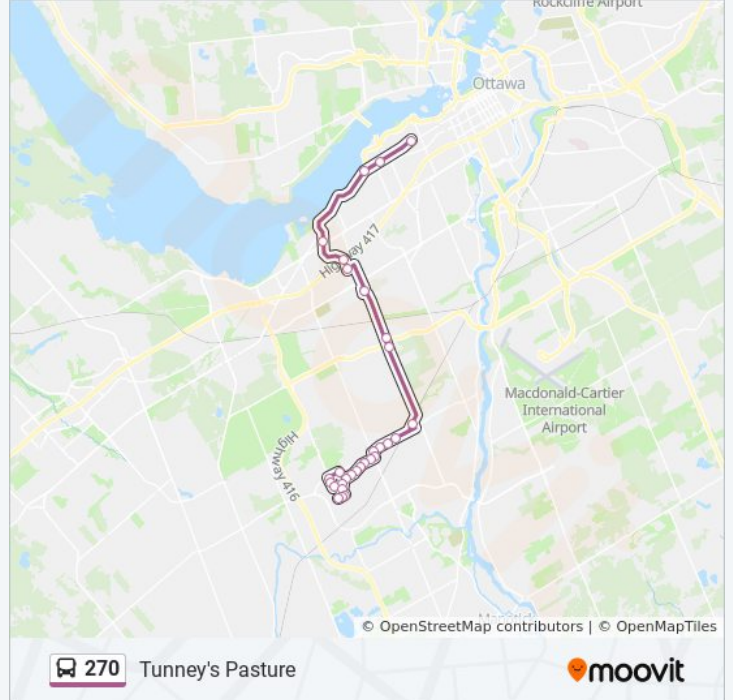 Rockcliffe Airport
Ottawa
Highway 417
Macdonald-Cartier
International
Airport
Highway 416
© OpenStreetMap contributors | © OpenMapTiles
270 Tunney's Pasture
moovit